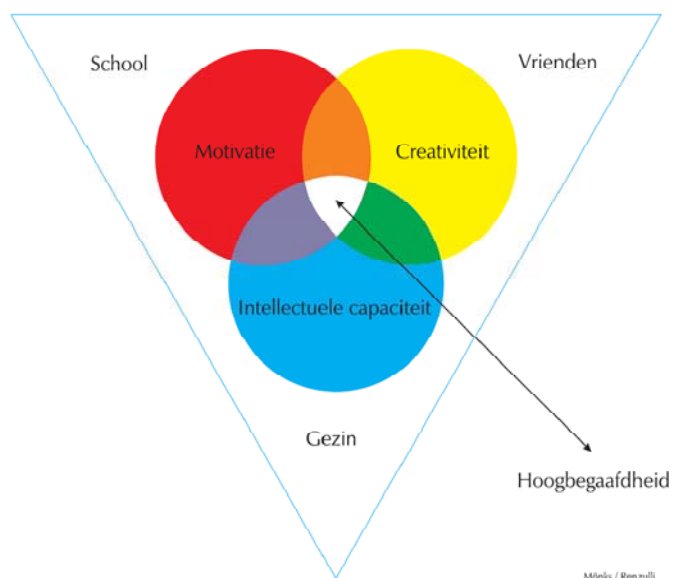 School
Vrienden
Motivatie
Creativiteit
Intellectuele capaciteit
Gezin
Hoogbegaafdheid
Mönks / Renzulli